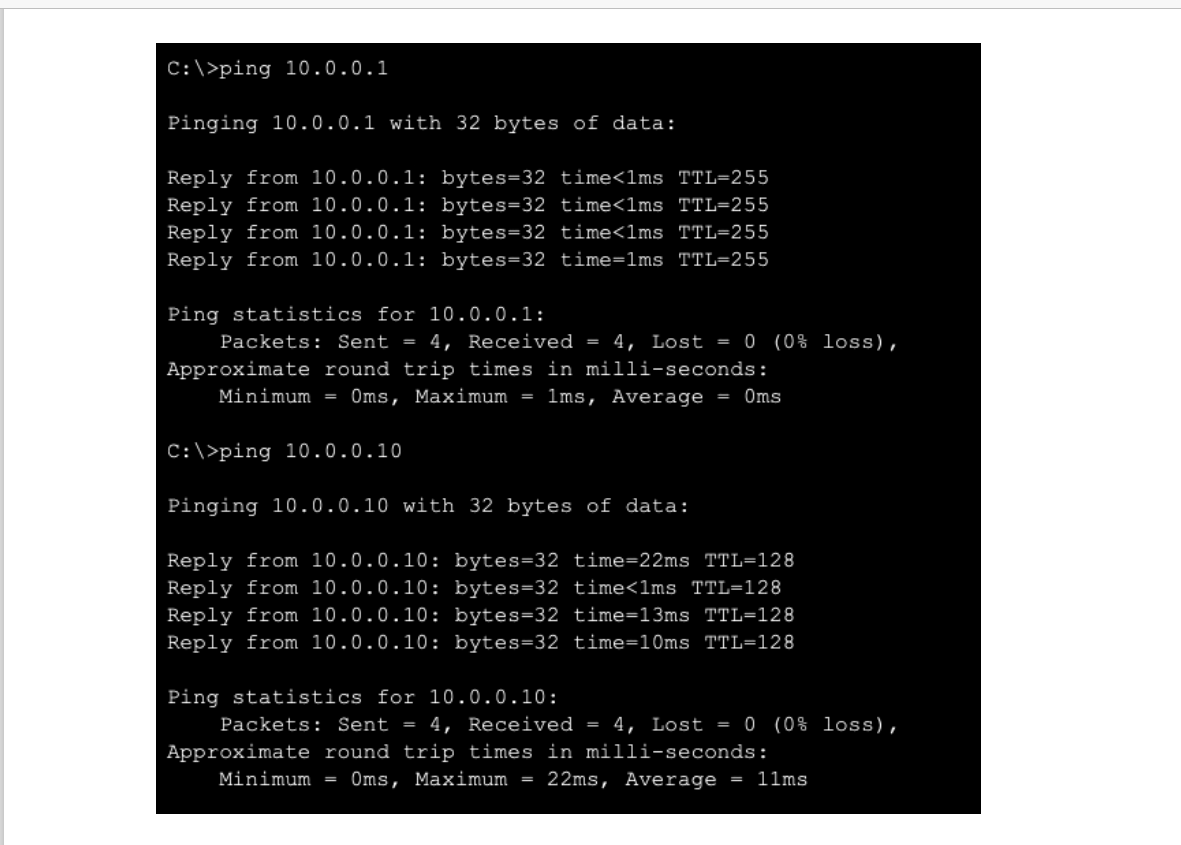 C:\>ping 10.0.0.1
Pinging 10.0.0.1 with 32 bytes of data:
Reply from 10.0.0.1: bytes=32 time<1ms TTL=255
Reply from 10.0.0.1: bytes=32 time<1ms TTL=255
Reply from 10.0.0.1: bytes=32 time<1ms TTL=255
Reply from 10.0.0.1: bytes=32 time=1ms TTL=255
Ping statistics for 10.0.0.1:
    Packets: Sent = 4, Received = 4, Lost = 0 (0% loss),
Approximate round trip times in milli-seconds:
    Minimum = 0ms, Maximum = 1ms, Average = 0ms
C:\>ping 10.0.0.10
Pinging 10.0.0.10 with 32 bytes of data:
Reply from 10.0.0.10: bytes=32 time=22ms TTL=128
Reply from 10.0.0.10: bytes=32 time<1ms TTL=128
Reply from 10.0.0.10: bytes=32 time=13ms TTL=128
Reply from 10.0.0.10: bytes=32 time=10ms TTL=128
Ping statistics for 10.0.0.10:
    Packets: Sent = 4, Received = 4, Lost = 0 (0% loss),
Approximate round trip times in milli-seconds:
    Minimum = 0ms, Maximum = 22ms, Average = 11ms